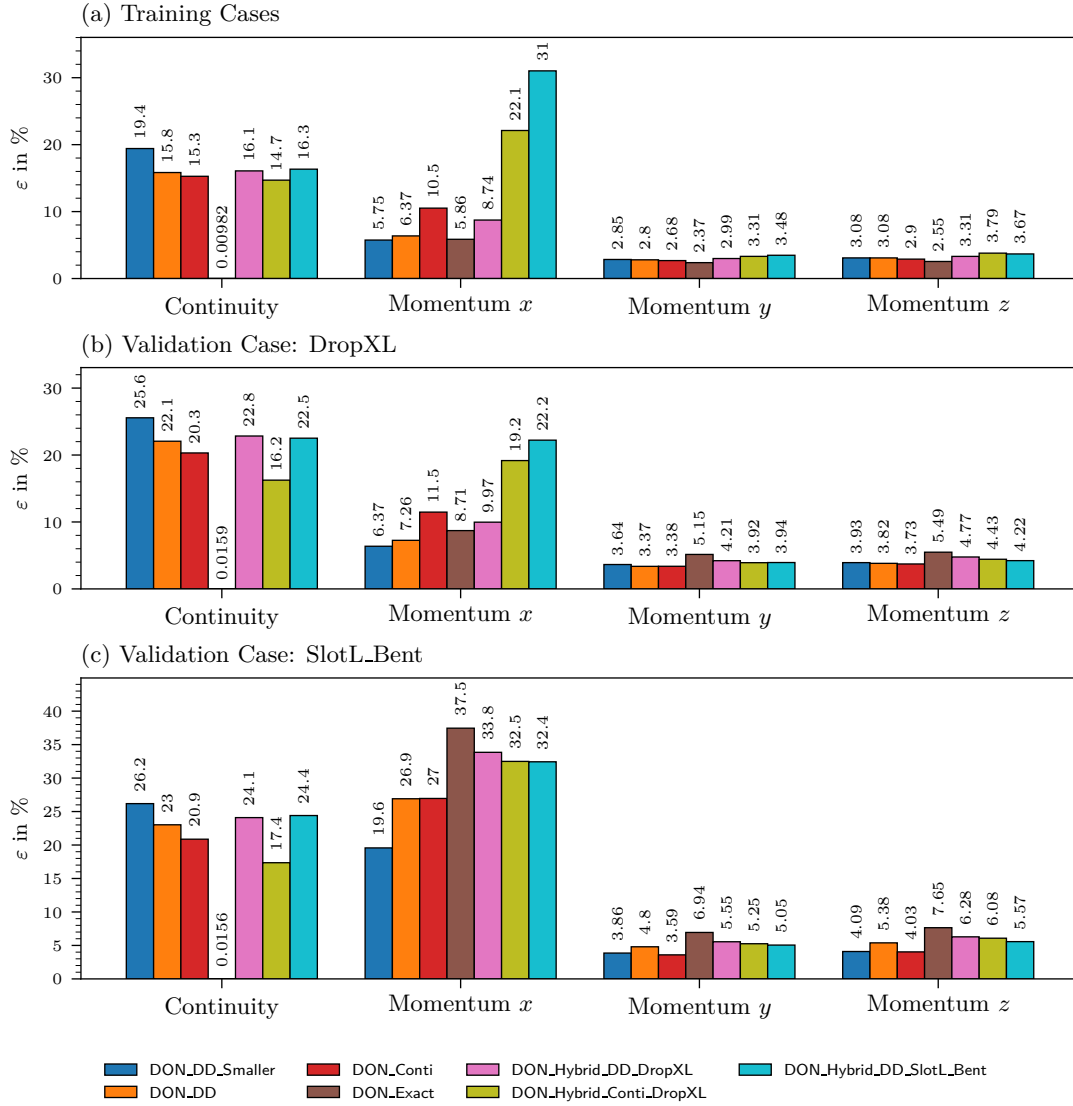 (a) Training Cases
ε in %
30
20
10
0
19.4 15.8 15.3 0.00982 16.1 14.7 16.3
5.75 6.37 10.5 5.86 8.74 22.1 31
2.85 2.8 2.68 2.37 2.99 3.31 3.48
3.08 3.08 2.9 2.55 3.31 3.79 3.67
Continuity Momentum x Momentum y Momentum z
(b) Validation Case: DropXL
ε in %
30
20
10
0
25.6 22.1 20.3 0.0159 22.8 16.2 22.5
6.37 7.26 11.5 8.71 9.97 19.2 22.2
3.64 3.37 3.38 5.15 4.21 3.92 3.94
3.93 3.82 3.73 5.49 4.77 4.43 4.22
Continuity Momentum x Momentum y Momentum z
(c) Validation Case: SlotL_Bent
ε in %
40
35
30
25
20
15
10
5
0
26.2 23 20.9 0.0156 24.1 17.4 24.4
19.6 26.9 27 37.5 33.8 32.5 32.4
3.86 4.8 3.59 6.94 5.55 5.25 5.05
4.09 5.38 4.03 7.65 6.28 6.08 5.57
Continuity Momentum x Momentum y Momentum z
DON_DD_Smaller DON_Conti DON_Hybrid_DD_DropXL DON_Hybrid_DD_SlotL_Bent
DON_DD DON_Exact DON_Hybrid_Conti_DropXL